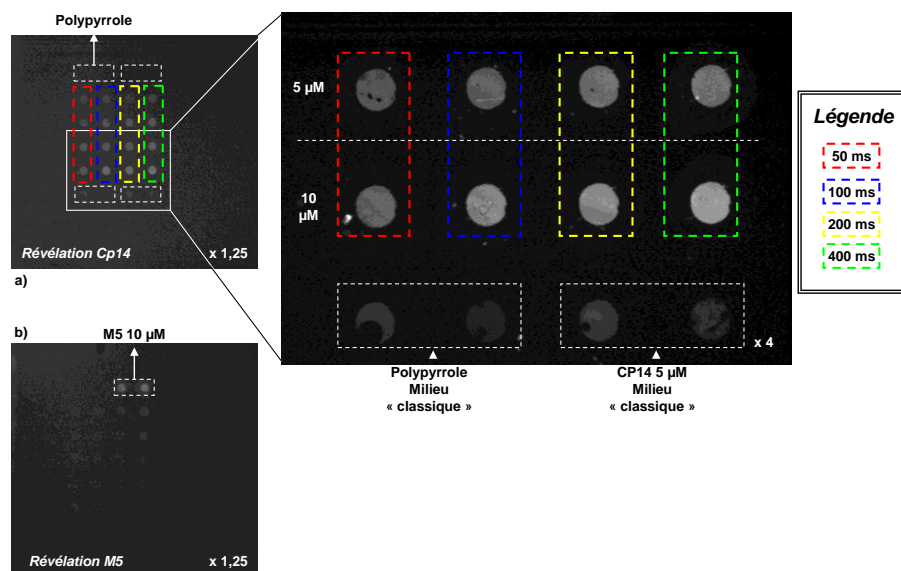 Polypyrrole
Révélation Cp14
x 1,25
a)
5 µM
10
µM
x 4
Polypyrrole
Milieu
« classique »
CP14 5 µM
Milieu
« classique »
Légende
50 ms
100 ms
200 ms
400 ms
b)
M5 10 µM
Révélation M5
x 1,25